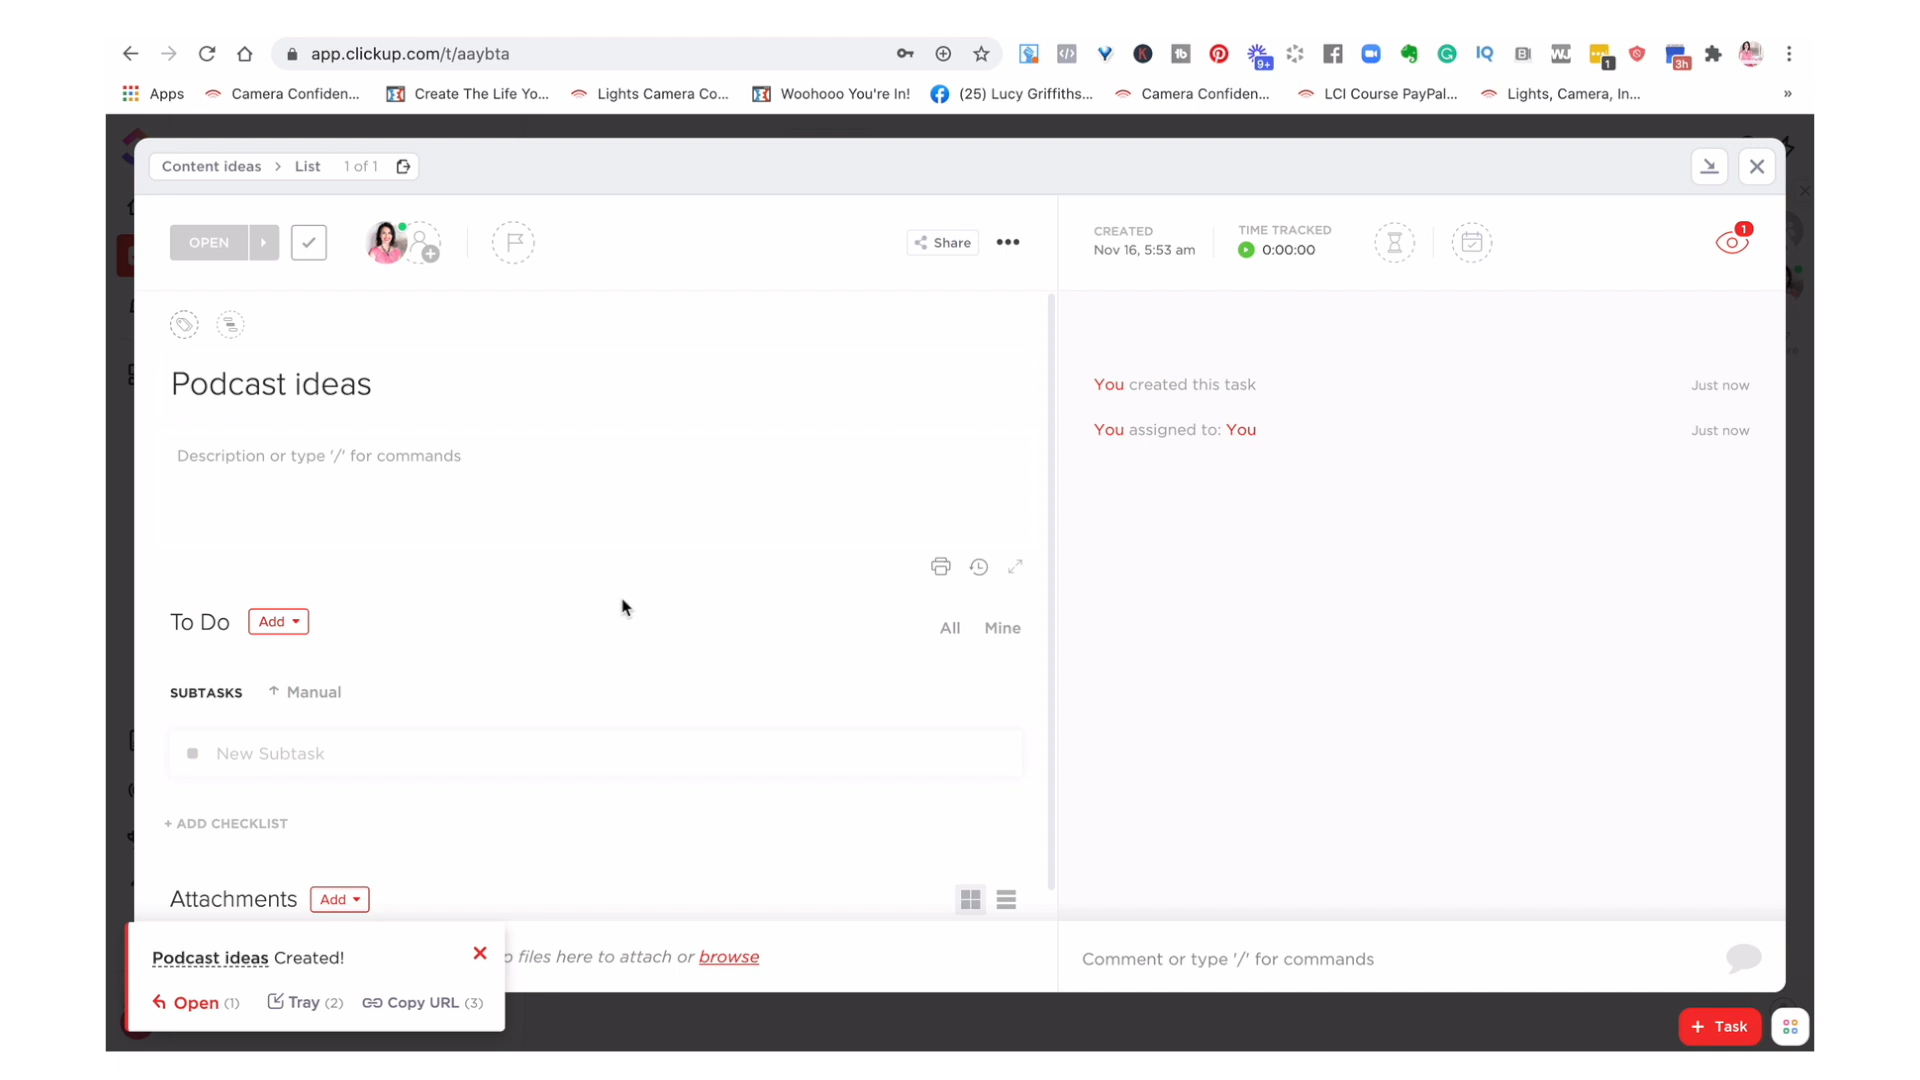 app.clickup.com/t/aaybta
9+
1
3h
Apps
Camera Confiden...
Create The Life Yo...
Lights Camera Co...
Woohooo You're In!
(25) Lucy Griffiths...
Camera Confiden...
LCI Course PayPal...
Lights, Camera, In...
»
Content ideas > List 1 of 1
OPEN
Share
CREATED
Nov 16, 5:53 am
TIME TRACKED
0:00:00
1
Podcast ideas
You created this task
Just now
You assigned to: You
Just now
Description or type '/' for commands
To Do
Add
All
Mine
SUBTASKS
Manual
New Subtask
+ ADD CHECKLIST
Attachments
Add
files here to attach or browse
Podcast ideas Created!
Open (1)
Tray (2)
Copy URL (3)
Comment or type '/' for commands
+ Task